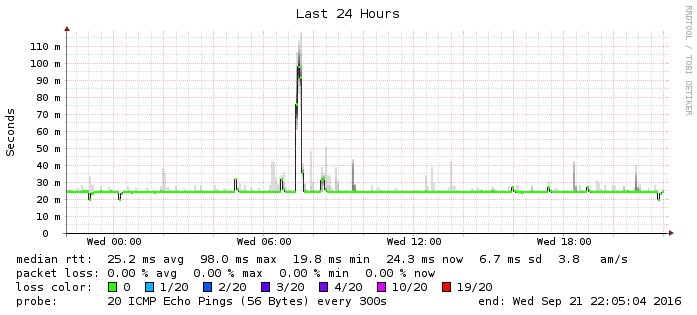 Last 24 Hours
RRDTOOL / TOBI OETIKER
Seconds
110 m
100 m
90 m
80 m
70 m
60 m
50 m
40 m
30 m
20 m
10 m
0
Wed 00:00 Wed 06:00 Wed 12:00 Wed 18:00
median rtt: 25.2 ms avg 98.0 ms max 19.8 ms min 24.3 ms now 6.7 ms sd 3.8 am/s
packet loss: 0.00 % avg 0.00 % max 0.00 % min 0.00 % now
loss color: 0 1/20 2/20 3/20 4/20 10/20 19/20
probe: 20 ICMP Echo Pings (56 Bytes) every 300s end: Wed Sep 21 22:05:04 2016